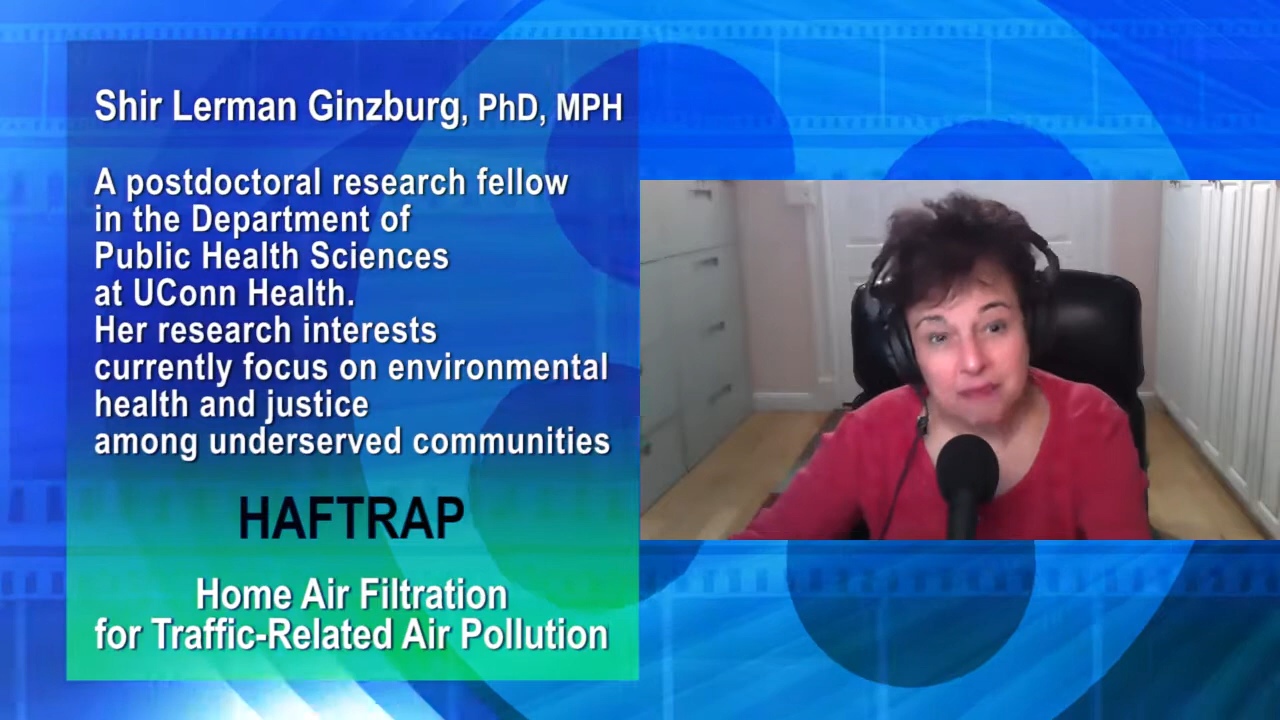 Shir Lerman Ginzburg, PhD, MPH
A postdoctoral research fellow
in the Department of
Public Health Sciences
at UConn Health.
Her research interests
currently focus on environmental
health and justice
among underserved communities
HAFTRAP
Home Air Filtration
for Traffic-Related Air Pollution